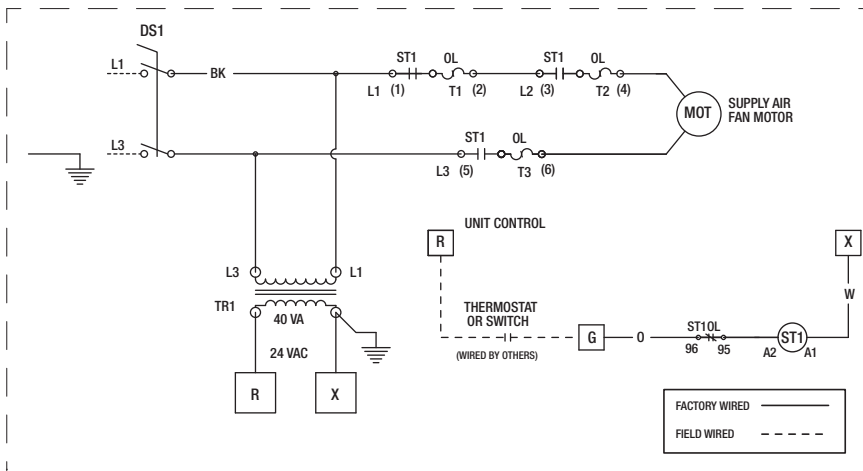 DS1
L1
BK
ST1
OL
ST1
OL
L1 (1)
T1 (2)
L2 (3)
T2 (4)
MOT
SUPPLY AIR
FAN MOTOR
L3
ST1
OL
L3 (5)
T3 (6)
UNIT CONTROL
R
X
L3
L1
TR1
40 VA
24 VAC
R
X
THERMOSTAT
OR SWITCH
(WIRED BY OTHERS)
G
O
ST1OL
96
95
A2
ST1
A1
W
FACTORY WIRED
FIELD WIRED